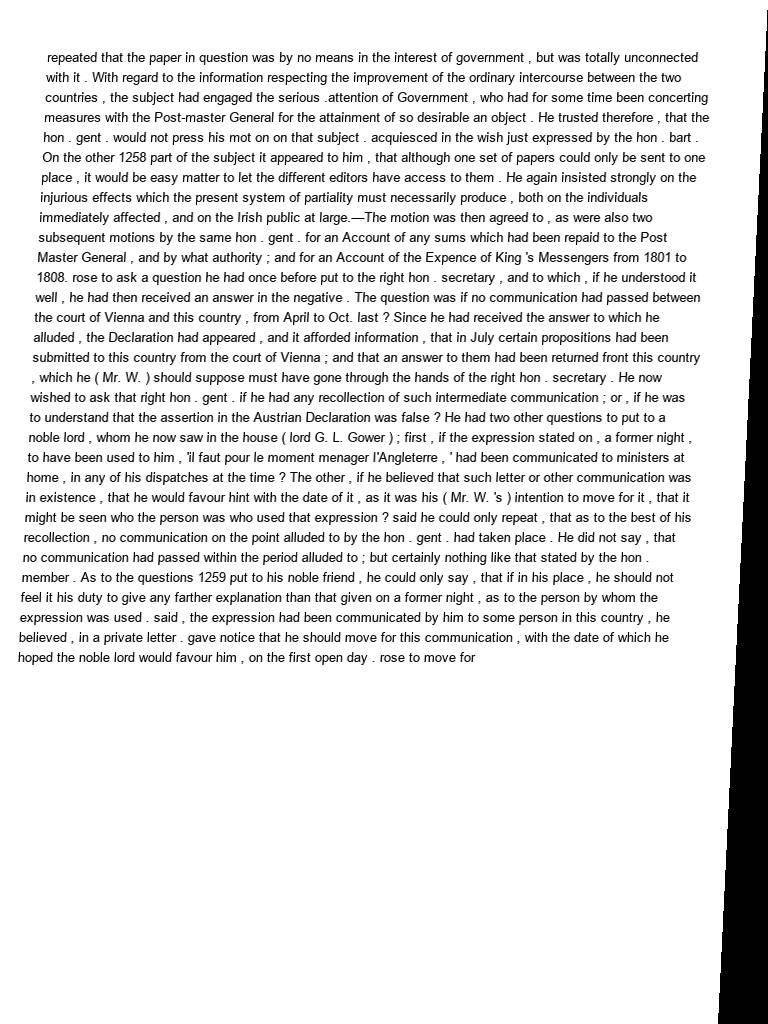 repeated that the paper in question was by no means in the interest of government , but was totally unconnected
with it . With regard to the information respecting the improvement of the ordinary intercourse between the two
countries , the subject had engaged the serious .attention of Government , who had for some time been concerting
measures with the Post-master General for the attainment of so desirable an object . He trusted therefore , that the
hon . gent . would not press his mot on on that subject . acquiesced in the wish just expressed by the hon . bart .
On the other 1258 part of the subject it appeared to him , that although one set of papers could only be sent to one
place , it would be easy matter to let the different editors have access to them . He again insisted strongly on the
injurious effects which the present system of partiality must necessarily produce , both on the individuals
immediately affected , and on the Irish public at large.—The motion was then agreed to , as were also two
subsequent motions by the same hon . gent . for an Account of any sums which had been repaid to the Post
Master General , and by what authority ; and for an Account of the Expence of King 's Messengers from 1801 to
1808. rose to ask a question he had once before put to the right hon . secretary , and to which , if he understood it
well , he had then received an answer in the negative . The question was if no communication had passed between
the court of Vienna and this country , from April to Oct. last ? Since he had received the answer to which he
alluded , the Declaration had appeared , and it afforded information , that in July certain propositions had been
submitted to this country from the court of Vienna ; and that an answer to them had been returned front this country
, which he ( Mr. W. ) should suppose must have gone through the hands of the right hon . secretary . He now
wished to ask that right hon . gent . if he had any recollection of such intermediate communication ; or , if he was
to understand that the assertion in the Austrian Declaration was false ? He had two other questions to put to a
noble lord , whom he now saw in the house ( lord G. L. Gower ) ; first , if the expression stated on , a former night ,
to have been used to him , 'il faut pour le moment menager l'Angleterre , ' had been communicated to ministers at
home , in any of his dispatches at the time ? The other , if he believed that such letter or other communication was
in existence , that he would favour hint with the date of it , as it was his ( Mr. W. 's ) intention to move for it , that it
might be seen who the person was who used that expression ? said he could only repeat , that as to the best of his
recollection , no communication on the point alluded to by the hon . gent . had taken place . He did not say , that
no communication had passed within the period alluded to ; but certainly nothing like that stated by the hon .
member . As to the questions 1259 put to his noble friend , he could only say , that if in his place , he should not
feel it his duty to give any farther explanation than that given on a former night , as to the person by whom the
expression was used . said , the expression had been communicated by him to some person in this country , he
believed , in a private letter . gave notice that he should move for this communication , with the date of which he
hoped the noble lord would favour him , on the first open day . rose to move for